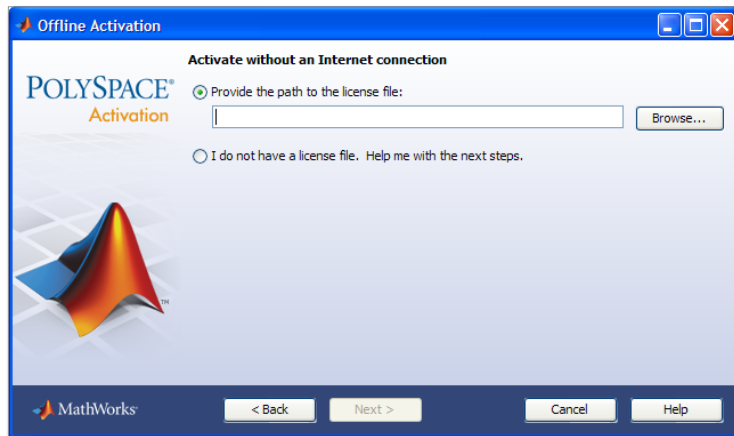 Offline Activation
Activate without an Internet connection
POLYSPACE®
Activation
Provide the path to the license file:
Browse...
I do not have a license file. Help me with the next steps.
TM
MathWorks
< Back
Next >
Cancel
Help